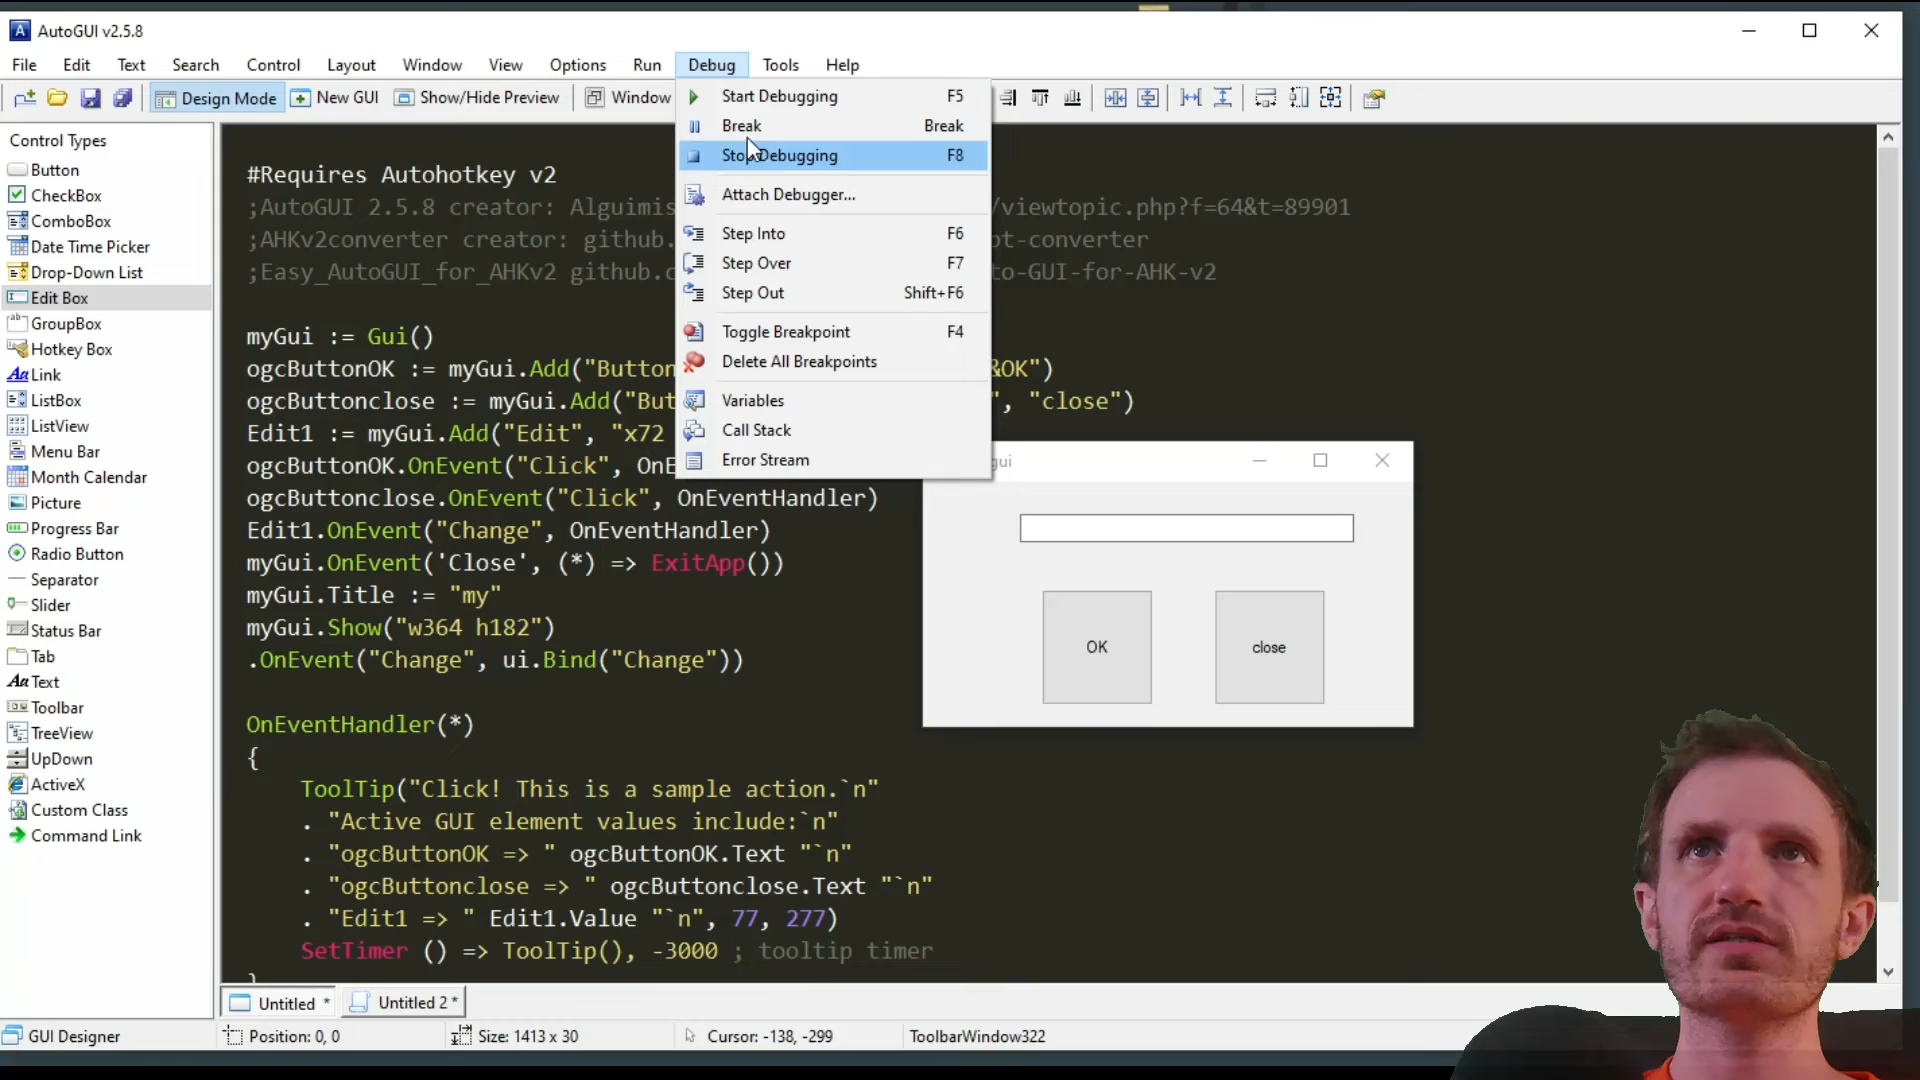 AutoGUI v2.5.8
File Edit Text Search Control Layout Window View Options Run Debug Tools Help
Design Mode New GUI Show/Hide Preview Window
Control Types
Button
CheckBox
ComboBox
Date Time Picker
Drop-Down List
Edit Box
GroupBox
Hotkey Box
Link
ListBox
ListView
Menu Bar
Month Calendar
Picture
Progress Bar
Radio Button
Separator
Slider
Status Bar
Tab
Text
Toolbar
TreeView
UpDown
ActiveX
Custom Class
Command Link
Start Debugging F5
Break Break
Stop Debugging F8
Attach Debugger...
Step Into F6
Step Over F7
Step Out Shift+F6
Toggle Breakpoint F4
Delete All Breakpoints
Variables
Call Stack
Error Stream
#Requires Autohotkey v2
;AutoGUI 2.5.8 creator: Alguimis /viewtopic.php?f=64&t=89901
;AHKv2converter creator: github. pt-converter
;Easy_AutoGUI_for_AHKv2 github.c to-GUI-for-AHK-v2
myGui := Gui()
ogcButtonOK := myGui.Add("Button &OK")
ogcButtonclose := myGui.Add("But ", "close")
Edit1 := myGui.Add("Edit", "x72
ogcButtonOK.OnEvent("Click", OnE
ogcButtonclose.OnEvent("Click", OnEventHandler)
Edit1.OnEvent("Change", OnEventHandler)
myGui.OnEvent('Close', (*) => ExitApp())
myGui.Title := "my"
myGui.Show("w364 h182")
.OnEvent("Change", ui.Bind("Change"))
OnEventHandler(*)
{
ToolTip("Click! This is a sample action.`n"
. "Active GUI element values include:`n"
. "ogcButtonOK => " ogcButtonOK.Text "`n"
. "ogcButtonclose => " ogcButtonclose.Text "`n"
. "Edit1 => " Edit1.Value "`n", 77, 277)
SetTimer () => ToolTip(), -3000 ; tooltip timer
}
gui
OK
close
Untitled *
Untitled 2 *
GUI Designer
Position: 0, 0
Size: 1413 x 30
Cursor: -138, -299
ToolbarWindow322